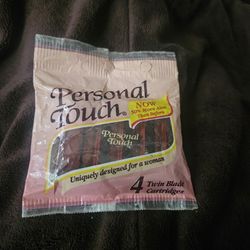 Personal
Touch®
NOW
50% More Aloe
Than Before
Personal
Touch
Uniquely designed for a woman
4 Twin Blade
Cartridges